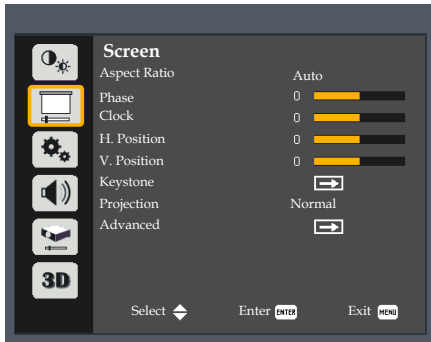 Screen
Aspect Ratio Auto
Phase 0
Clock 0
H. Position 0
V. Position 0
Keystone
Projection Normal
Advanced
3D
Select Enter ENTER Exit MENU